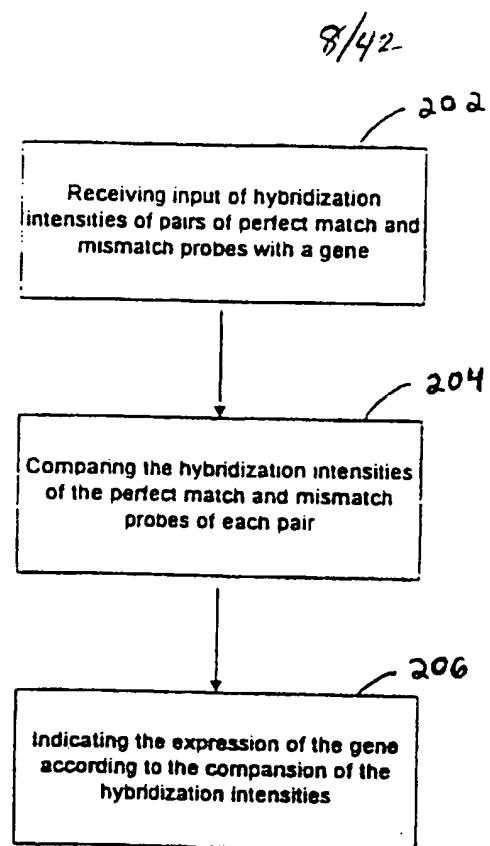 8/42
202
Receiving input of hybridization
intensities of pairs of perfect match and
mismatch probes with a gene
204
Comparing the hybridization intensities
of the perfect match and mismatch
probes of each pair
206
Indicating the expression of the gene
according to the compansion of the
hybridization intensities